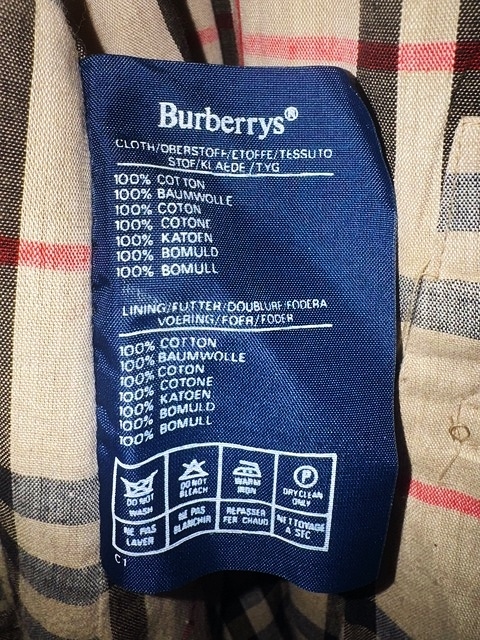 Burberrys®
CLOTH/OBERSTOFF/ETOFFE/TESSUTO
STOF/KLAEDE/TYG
100% COTTON
100% BAUMWOLLE
100% COTON
100% COTONE
100% KATOEN
100% BOMULD
100% BOMULL
LINING/FUTTER/DOUBLURE/FODERA
VOERING/FOER/FODER
100% COTTON
100% BAUMWOLLE
100% COTON
100% COTONE
100% KATOEN
100% BOMULD
100% BOMULL
DO NOT WASH
DO NOT BLEACH
WARM IRON
P
DRYCLEAN ONLY
NE PAS LAVER
NE PAS BLANCHIR
REPASSER FER CHAUD
NETTOYAGE A SEC
C1